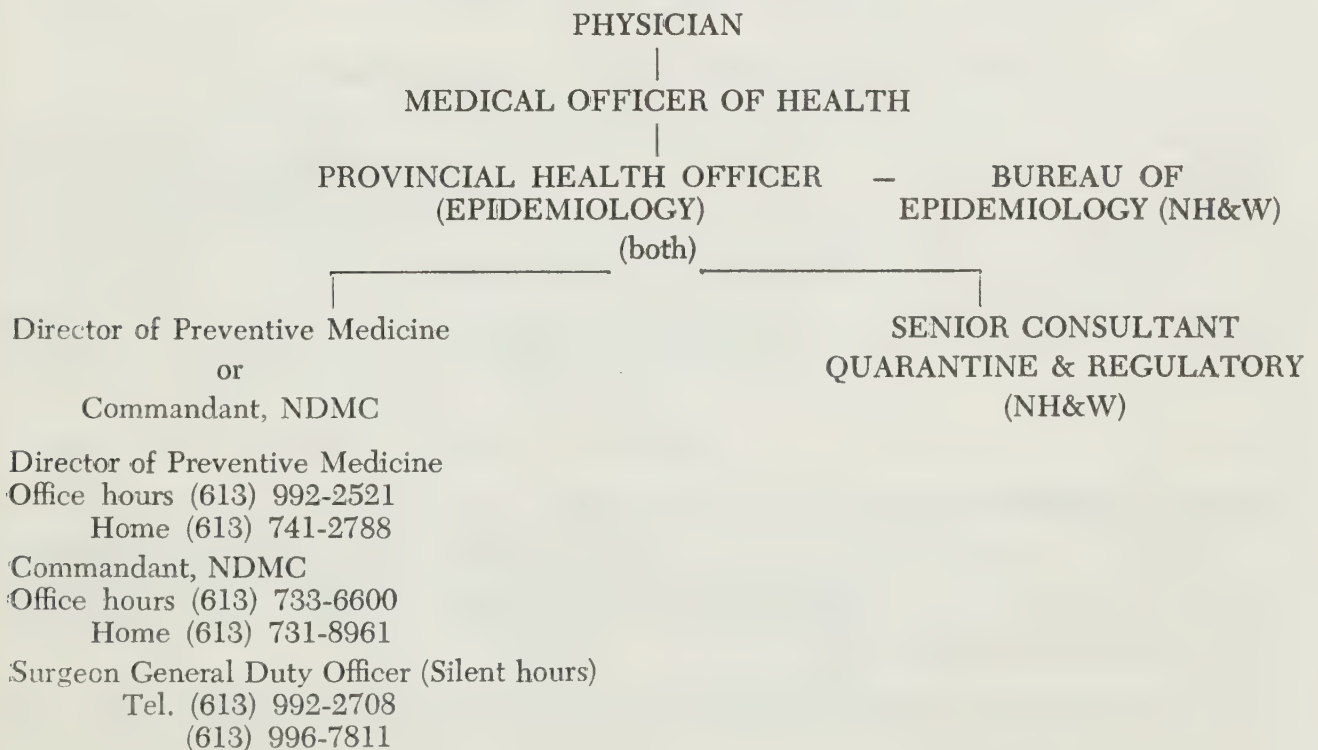 PHYSICIAN
MEDICAL OFFICER OF HEALTH
PROVINCIAL HEALTH OFFICER — BUREAU OF
(EPIDEMIOLOGY) EPIDEMIOLOGY (NH&W)
(both)
Director of Preventive Medicine
or
Commandant, NDMC
SENIOR CONSULTANT
QUARANTINE & REGULATORY
(NH&W)
Director of Preventive Medicine
Office hours (613) 992-2521
Home (613) 741-2788
Commandant, NDMC
Office hours (613) 733-6600
Home (613) 731-8961
Surgeon General Duty Officer (Silent hours)
Tel. (613) 992-2708
(613) 996-7811